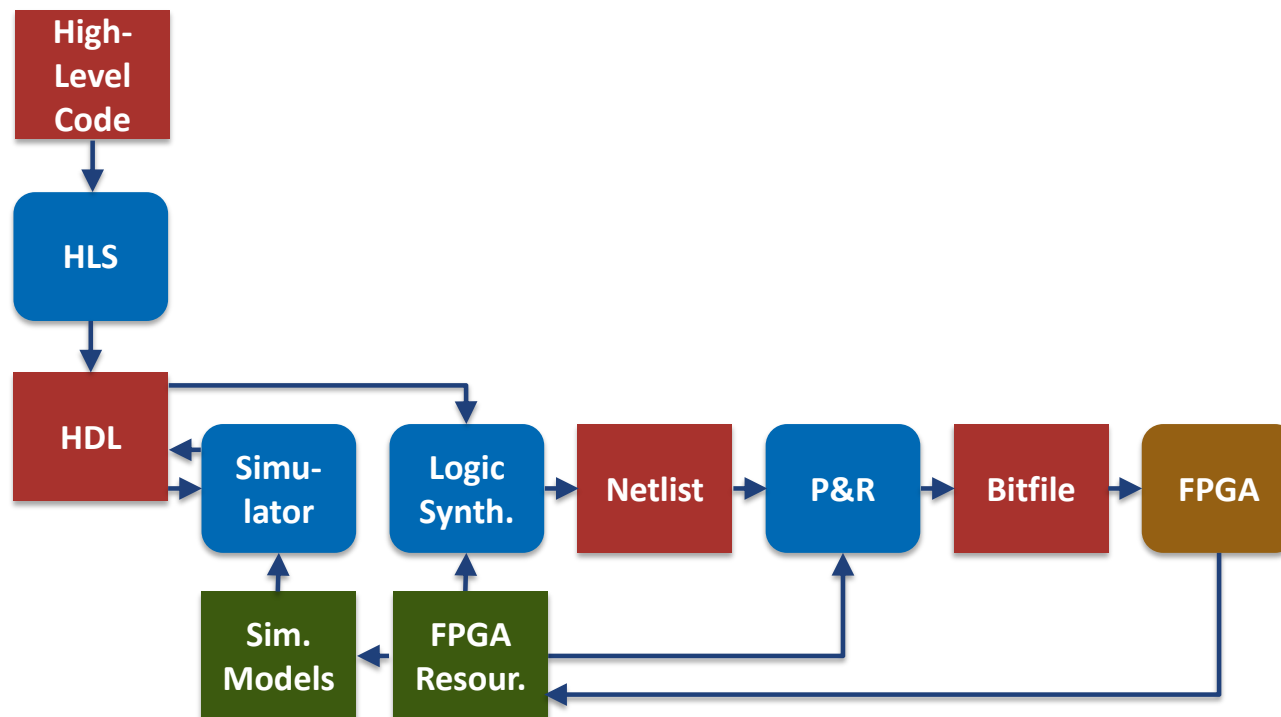 High-
Level
Code
HLS
HDL
Simu-
lator
Logic
Synth.
Netlist
P&R
Bitfile
FPGA
Sim.
Models
FPGA
Resour.